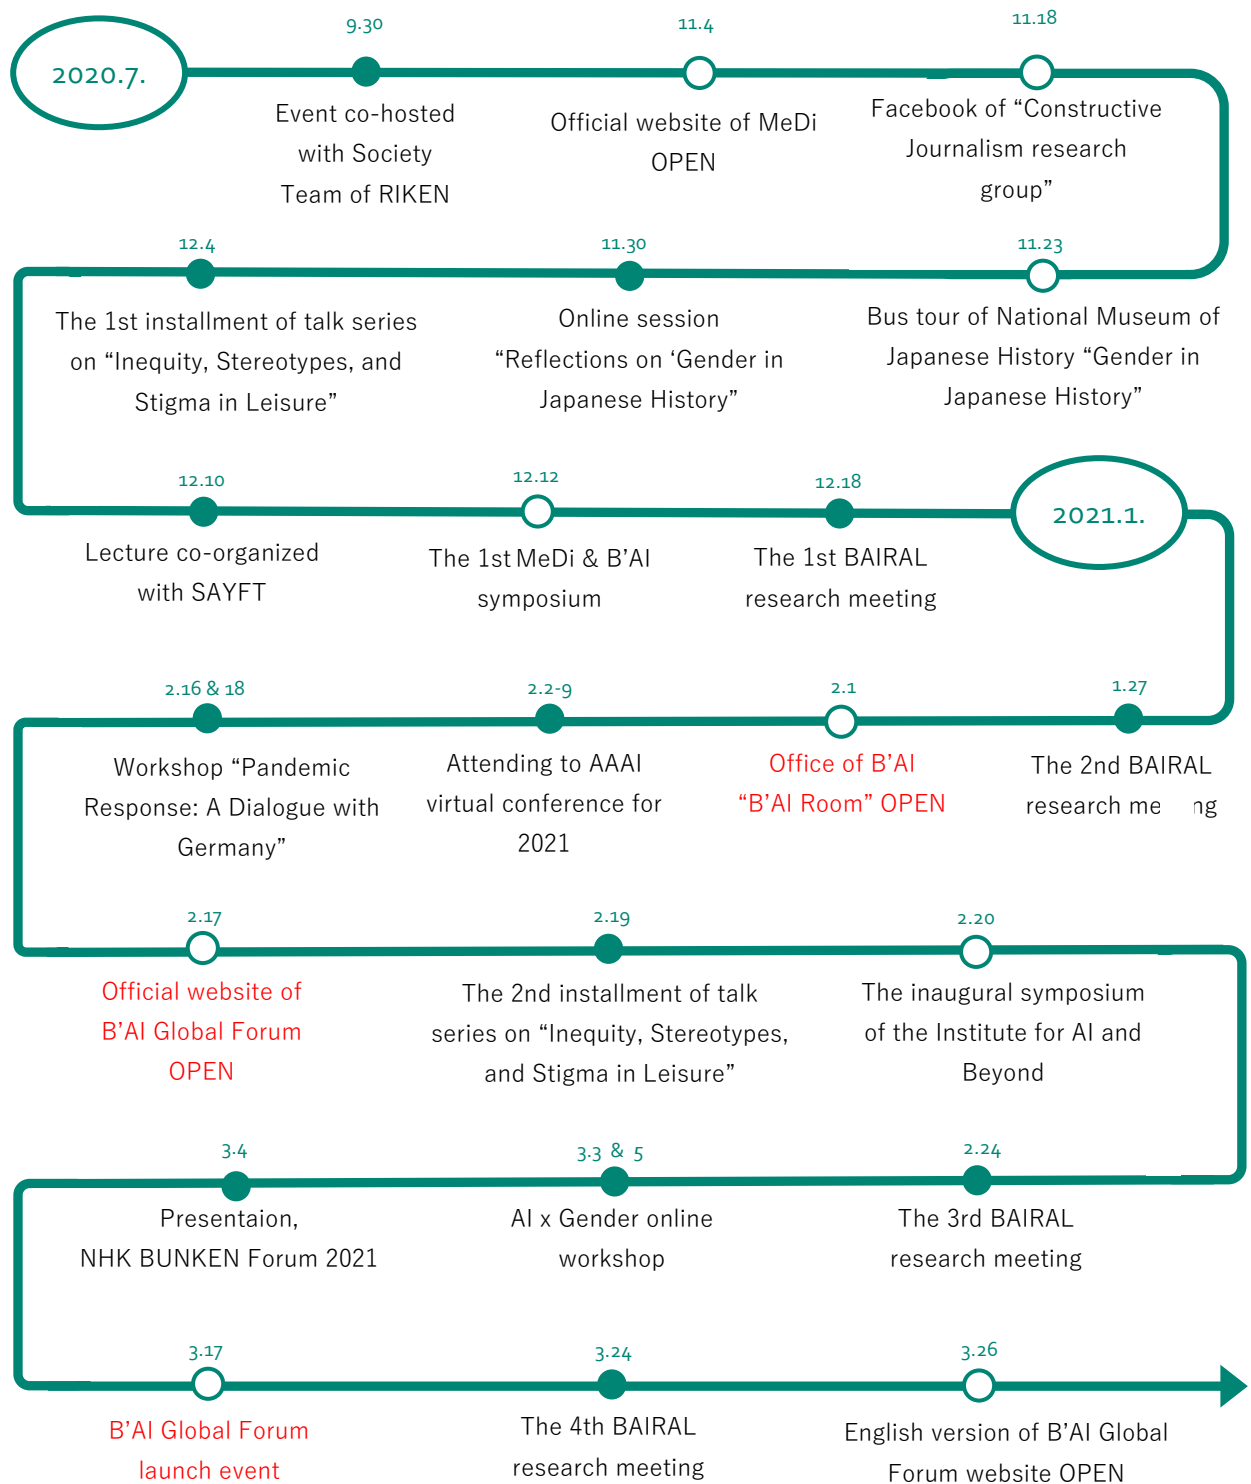 2020.7.
9.30
Event co-hosted
with Society
Team of RIKEN
11.4
Official website of MeDi
OPEN
11.18
Facebook of “Constructive
Journalism research
group”
11.23
Bus tour of National Museum of
Japanese History “Gender in
Japanese History”
11.30
Online session
“Reflections on ‘Gender in
Japanese History”
12.4
The 1st installment of talk series
on “Inequity, Stereotypes, and
Stigma in Leisure”
12.10
Lecture co-organized
with SAYFT
12.12
The 1st MeDi & B’AI
symposium
12.18
The 1st BAIRAL
research meeting
2021.1.
1.27
The 2nd BAIRAL
research me ng
2.1
Office of B’AI
“B’AI Room” OPEN
2.2-9
Attending to AAAI
virtual conference for
2021
2.16 & 18
Workshop “Pandemic
Response: A Dialogue with
Germany”
2.17
Official website of
B’AI Global Forum
OPEN
2.19
The 2nd installment of talk
series on “Inequity, Stereotypes,
and Stigma in Leisure”
2.20
The inaugural symposium
of the Institute for AI and
Beyond
2.24
The 3rd BAIRAL
research meeting
3.3 & 5
AI x Gender online
workshop
3.4
Presentaion,
NHK BUNKEN Forum 2021
3.17
B’AI Global Forum
launch event
3.24
The 4th BAIRAL
research meeting
3.26
English version of B’AI Global
Forum website OPEN